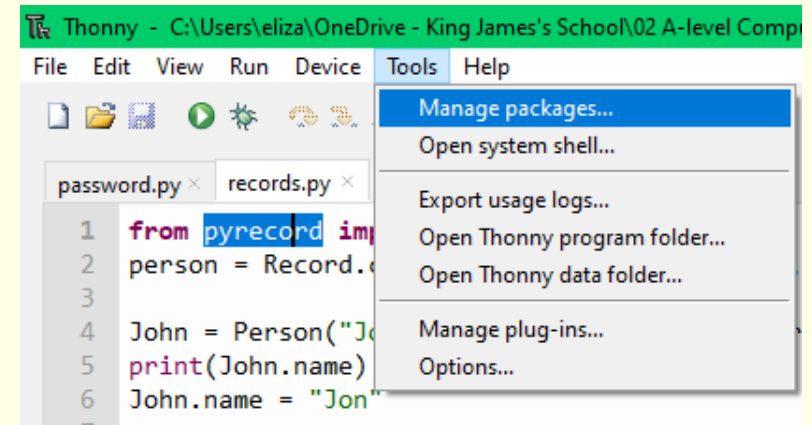 Thonny - C:\Users\eliza\OneDrive - King James's School\02 A-level Comp
File Edit View Run Device Tools Help
Manage packages...
Open system shell...
Export usage logs...
Open Thonny program folder...
Open Thonny data folder...
Manage plug-ins...
Options...
password.py × records.py ×
1 from pyrecord imp
2 person = Record.
3
4 John = Person("Jo
5 print(John.name)
6 John.name = "Jon"